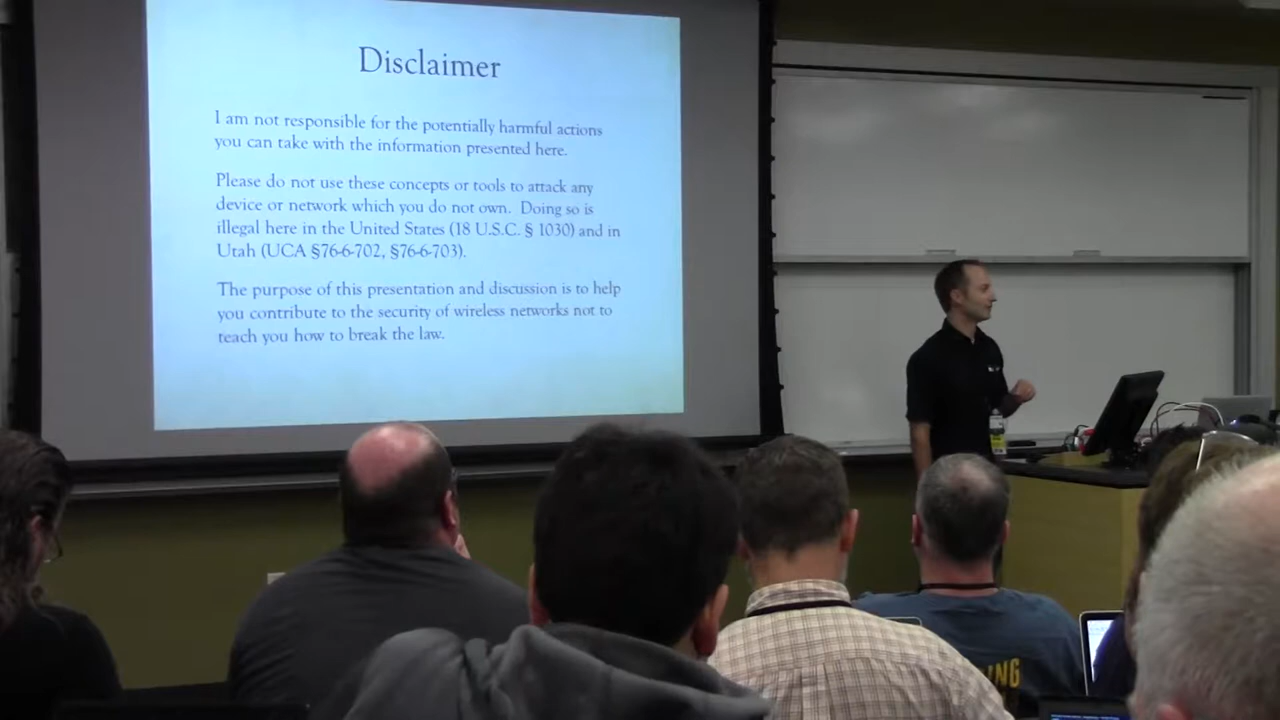 Disclaimer
I am not responsible for the potentially harmful actions
you can take with the information presented here.
Please do not use these concepts or tools to attack any
device or network which you do not own. Doing so is
illegal here in the United States (18 U.S.C. § 1030) and in
Utah (UCA §76-6-702, §76-6-703).
The purpose of this presentation and discussion is to help
you contribute to the security of wireless networks not to
teach you how to break the law.